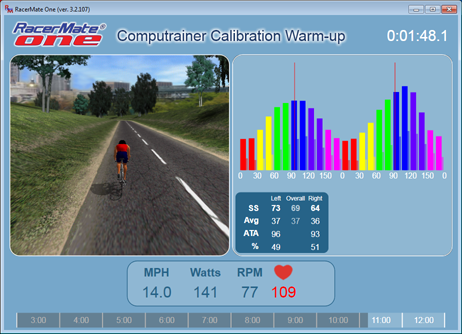 RacerMate One (ver. 3.2.107)
RacerMate®
one
Computrainer Calibration Warm-up
0:01:48.1
0 30 60 90 120 150 0 30 60 90 120 150 0
Left Overall Right
SS 73 69 64
Avg 37 37 36
ATA 96 93
% 49 51
MPH Watts RPM
14.0 141 77 109
3:00 4:00 5:00 6:00 7:00 8:00 9:00 10:00 11:00 12:00